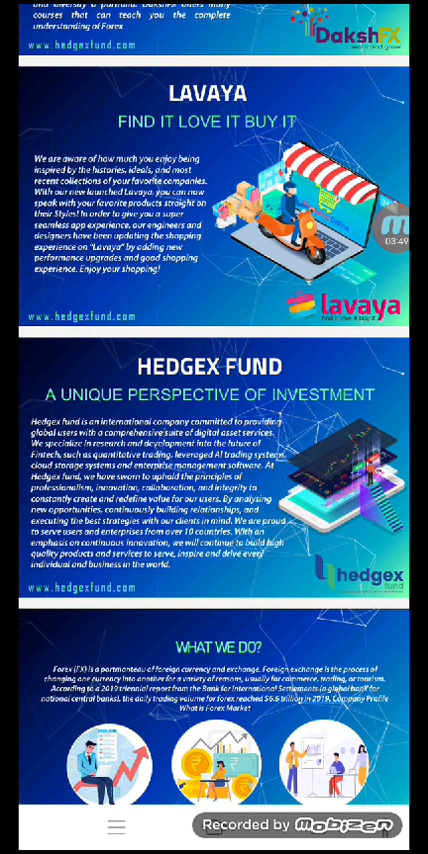 this diversify a portfolio. DakshFX offers many
courses that can teach you the complete
understanding of Forex
DakshFX
learn and grow
www.hedgexfund.com
LAVAYA
FIND IT LOVE IT BUY IT
We are aware of how much you enjoy being
inspired by the histories, ideals, and most
recent collections of your favorite companies.
With our new launched Lavaya, you can now
speak with your favorite products straight on
their Styles! In order to give you a super
seamless app experience, our engineers and
designers have been updating the shopping
experience on "Lavaya" by adding new
performance upgrades and good shopping
experience. Enjoy your shopping!
03:49
lavaya
find it love it buy it
www.hedgexfund.com
HEDGEX FUND
A UNIQUE PERSPECTIVE OF INVESTMENT
Hedgex fund is an international company committed to providing
global users with a comprehensive suite of digital asset services.
We specialize in research and development into the future of
Fintech, such as quantitative trading, leveraged AI trading systems,
cloud storage systems and enterprise management software. At
Hedgex fund, we have sworn to uphold the principles of
professionalism, innovation, collaboration, and integrity to
constantly create and redefine value for our users. By analysing
new opportunities, continuously building relationships, and
executing the best strategies with our clients in mind. We are proud
to serve users and enterprises from over 10 countries. With an
emphasis on continuous innovation, we will continue to build high
quality products and services to serve, inspire and drive every
individual and business in the world.
hedgex
fund
www.hedgexfund.com
WHAT WE DO?
Forex (FX) is a portmanteau of foreign currency and exchange. Foreign exchange is the process of
changing one currency into another for a variety of reasons, usually for commerce, trading, or tourism.
According to a 2019 triennial report from the Bank for International Settlements (a global bank for
national central banks), the daily trading volume for forex reached $6.6 trillion in 2019. Company Profile
What is Forex Market
Recorded by Mobizen